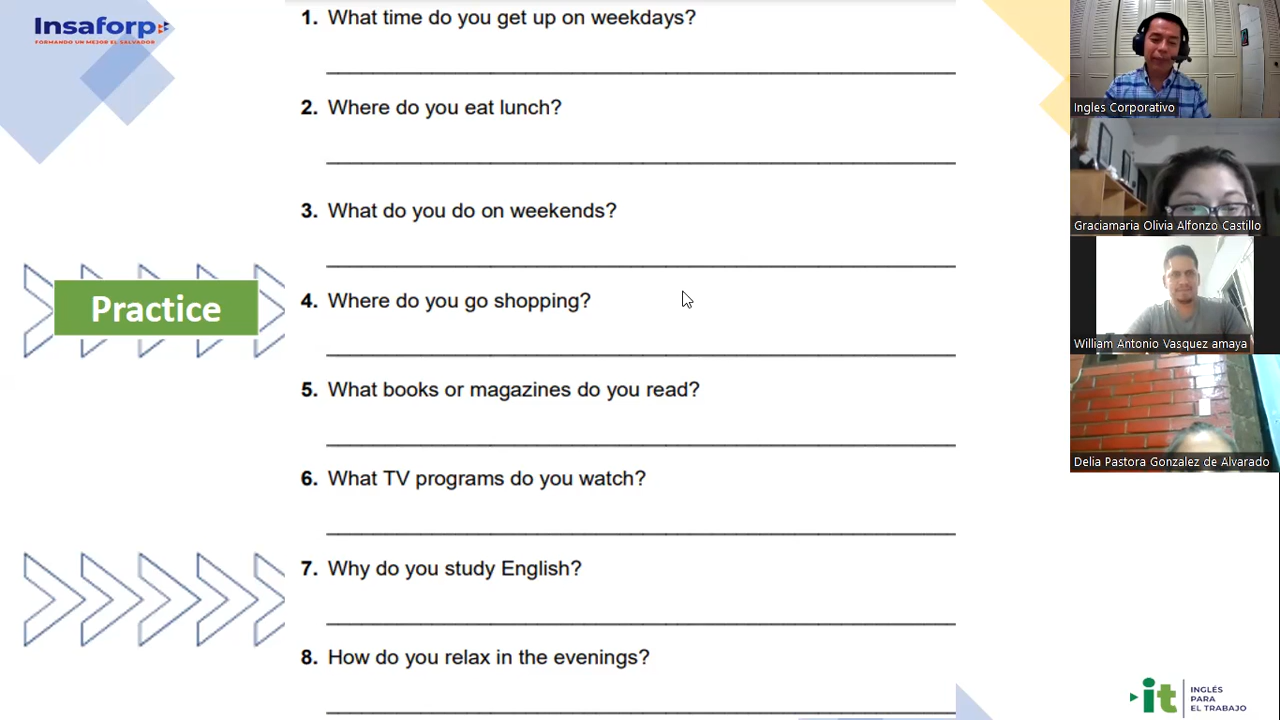 Insaforp
FORMANDO UN MEJOR EL SALVADOR
Practice
1. What time do you get up on weekdays?
2. Where do you eat lunch?
3. What do you do on weekends?
4. Where do you go shopping?
5. What books or magazines do you read?
6. What TV programs do you watch?
7. Why do you study English?
8. How do you relax in the evenings?
Ingles Corporativo
Graciamaria Olivia Alfonzo Castillo
William Antonio Vasquez amaya
Delia Pastora Gonzalez de Alvarado
it
INGLÉS
PARA
EL TRABAJO